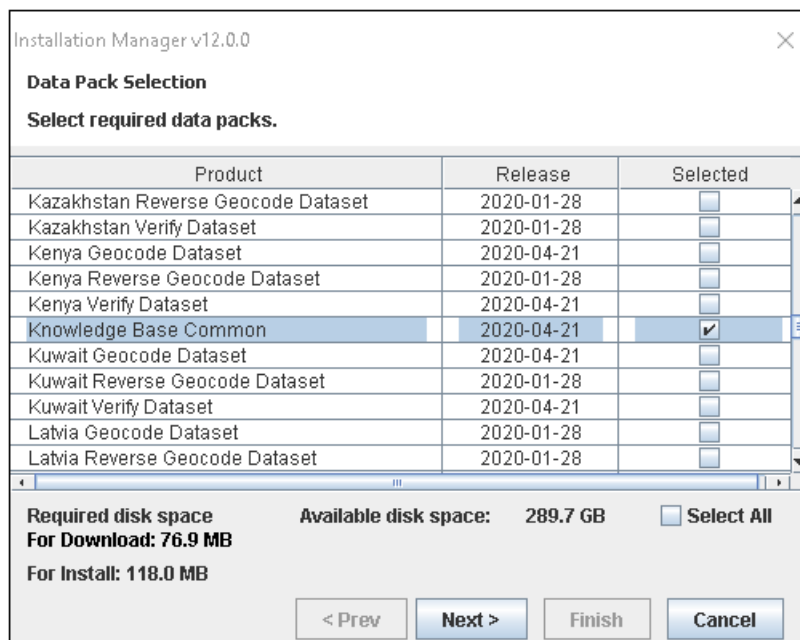 Installation Manager v12.0.0
Data Pack Selection
Select required data packs.
Product Release Selected
Kazakhstan Reverse Geocode Dataset 2020-01-28
Kazakhstan Verify Dataset 2020-01-28
Kenya Geocode Dataset 2020-04-21
Kenya Reverse Geocode Dataset 2020-01-28
Kenya Verify Dataset 2020-04-21
Knowledge Base Common 2020-04-21
Kuwait Geocode Dataset 2020-04-21
Kuwait Reverse Geocode Dataset 2020-01-28
Kuwait Verify Dataset 2020-04-21
Latvia Geocode Dataset 2020-01-28
Latvia Reverse Geocode Dataset 2020-01-28
Required disk space Available disk space: 289.7 GB Select All
For Download: 76.9 MB
For Install: 118.0 MB
< Prev Next > Finish Cancel